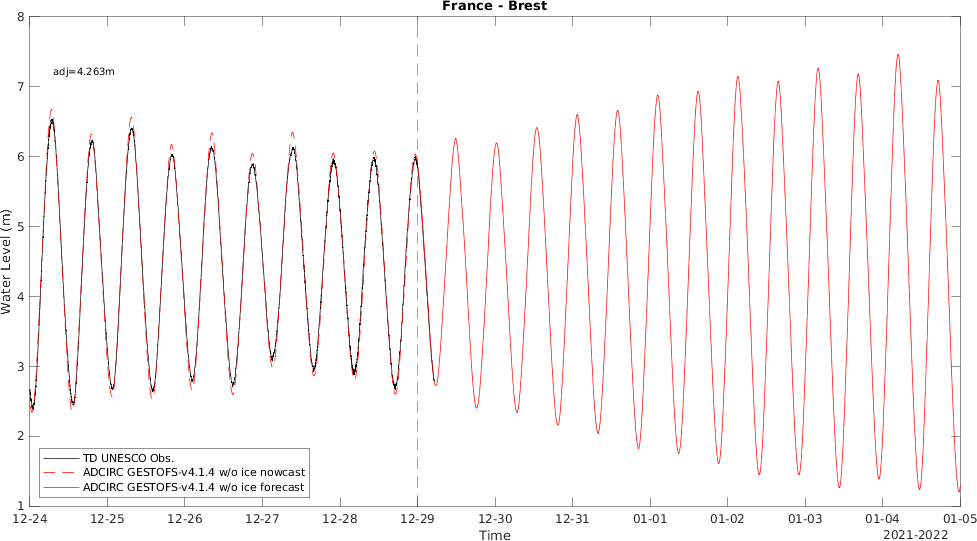 France - Brest
8
7
6
5
4
3
2
1
Water Level (m)
adj=4.263m
TD UNESCO Obs.
ADCIRC GESTOFS-v4.1.4 w/o ice nowcast
ADCIRC GESTOFS-v4.1.4 w/o ice forecast
12-24 12-25 12-26 12-27 12-28 12-29 12-30 12-31 01-01 01-02 01-03 01-04 01-05
Time
2021-2022